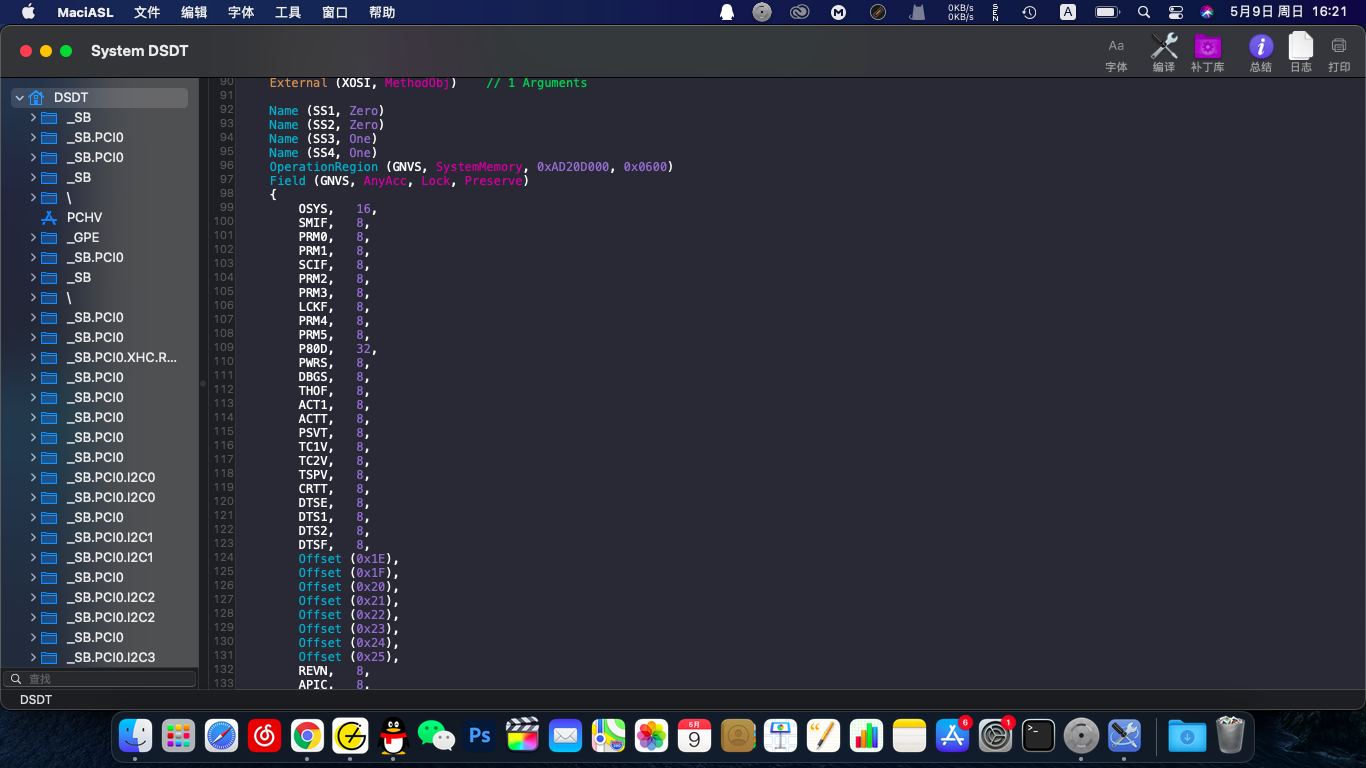 MaciASL 文件 编辑 字体 工具 窗口 帮助 0KB/s 0KB/s SEN A 5月9日 周日 16:21
System DSDT
Aa
字体 编译 补丁库 总结 日志 打印
DSDT
_SB
_SB.PCI0
_SB.PCI0
_SB
\
PCHV
_GPE
_SB.PCI0
_SB
\
_SB.PCI0
_SB.PCI0
_SB.PCI0.XHC.R...
_SB.PCI0
_SB.PCI0
_SB.PCI0
_SB.PCI0
_SB.PCI0
_SB.PCI0.I2C0
_SB.PCI0.I2C0
_SB.PCI0
_SB.PCI0.I2C1
_SB.PCI0.I2C1
_SB.PCI0
_SB.PCI0.I2C2
_SB.PCI0.I2C2
_SB.PCI0
_SB.PCI0.I2C3
查找
DSDT
90 External (XOSI, MethodObj) // 1 Arguments
91
92 Name (SS1, Zero)
93 Name (SS2, Zero)
94 Name (SS3, One)
95 Name (SS4, One)
96 OperationRegion (GNVS, SystemMemory, 0xAD20D000, 0x0600)
97 Field (GNVS, AnyAcc, Lock, Preserve)
98 {
99 OSYS, 16,
100 SMIF, 8,
101 PRM0, 8,
102 PRM1, 8,
103 SCIF, 8,
104 PRM2, 8,
105 PRM3, 8,
106 LCKF, 8,
107 PRM4, 8,
108 PRM5, 8,
109 P80D, 32,
110 PWRS, 8,
111 DBGS, 8,
112 THOF, 8,
113 ACT1, 8,
114 ACTT, 8,
115 PSVT, 8,
116 TC1V, 8,
117 TC2V, 8,
118 TSPV, 8,
119 CRTT, 8,
120 DTSE, 8,
121 DTS1, 8,
122 DTS2, 8,
123 DTSF, 8,
124 Offset (0x1E),
125 Offset (0x1F),
126 Offset (0x20),
127 Offset (0x21),
128 Offset (0x22),
129 Offset (0x23),
130 Offset (0x24),
131 Offset (0x25),
132 REVN, 8,
133 APIC, 8,
Ps
5月
9
6
1